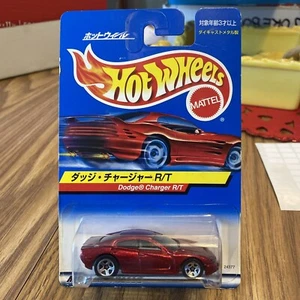 ホットウィール
対象年齢3才以上
ダイキャストメタル製
Hot Wheels
MATTEL
ダッジ・チャージャー R/T
Dodge® Charger R/T